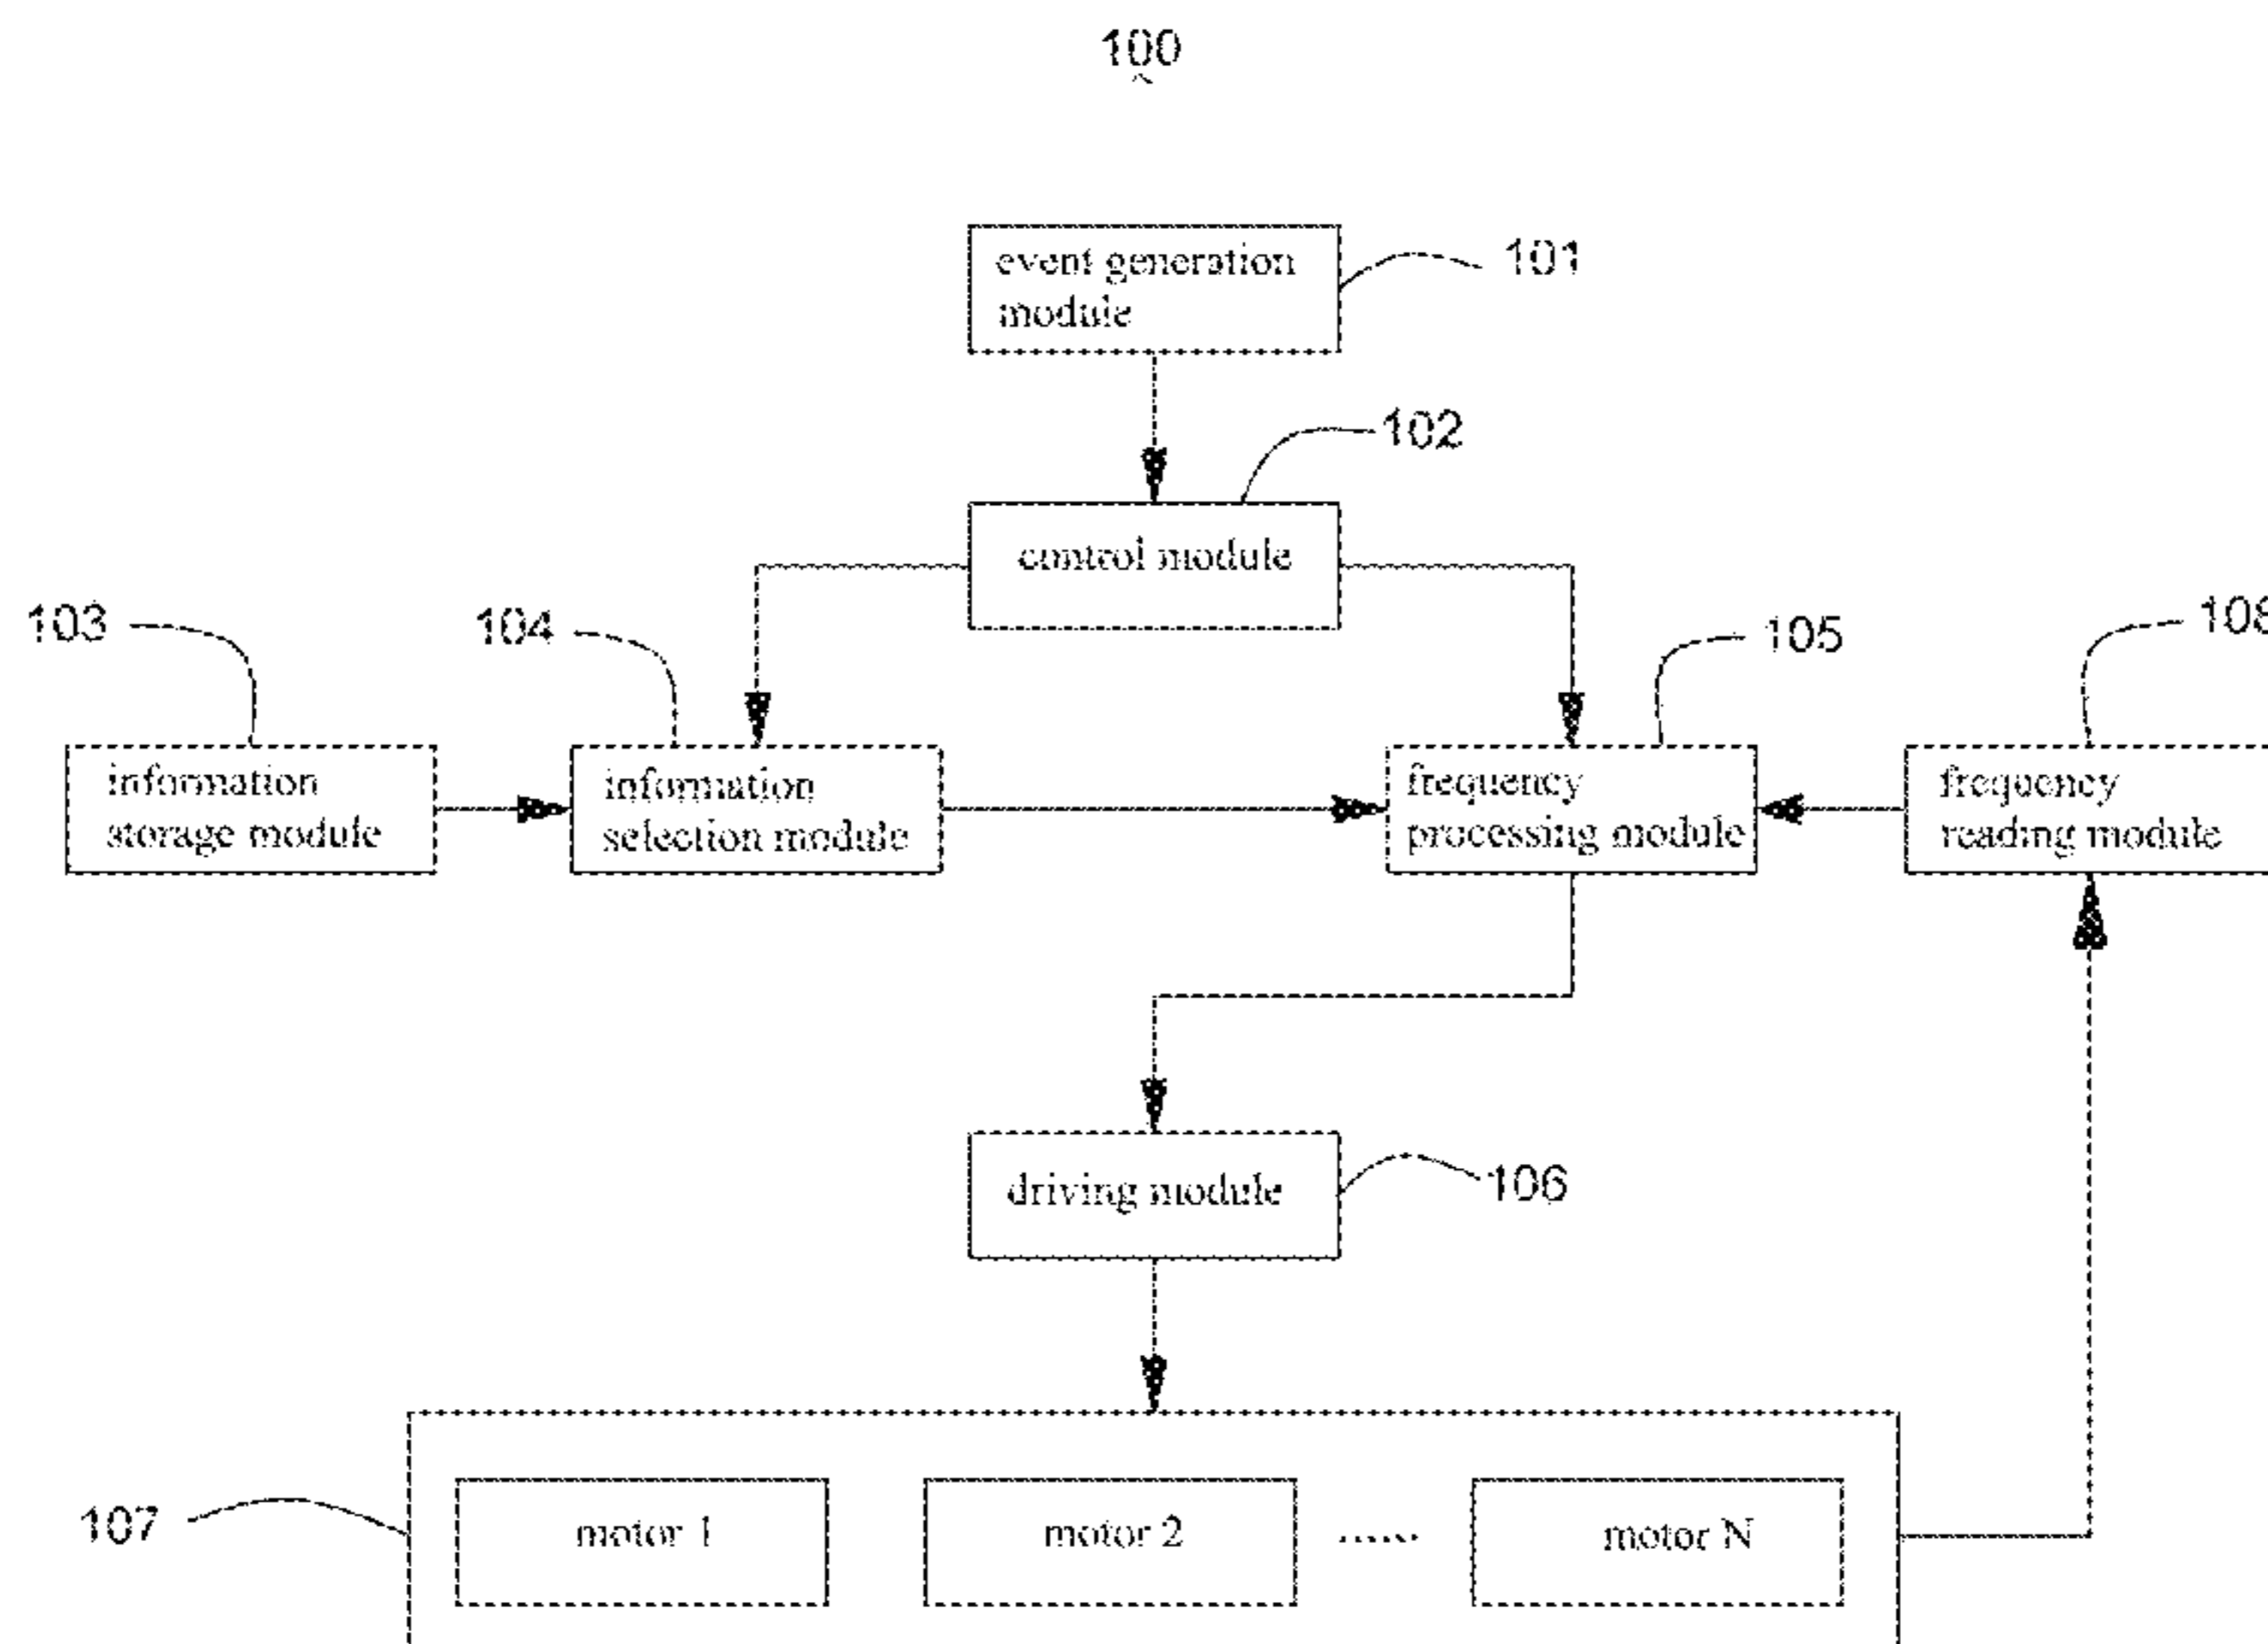 100
event generation
module
101
102
control module
103
104
105
108
information
storage module
information
selection module
frequency
processing module
frequency
reading module
driving module
106
107
motor 1
motor 2
.....
motor N